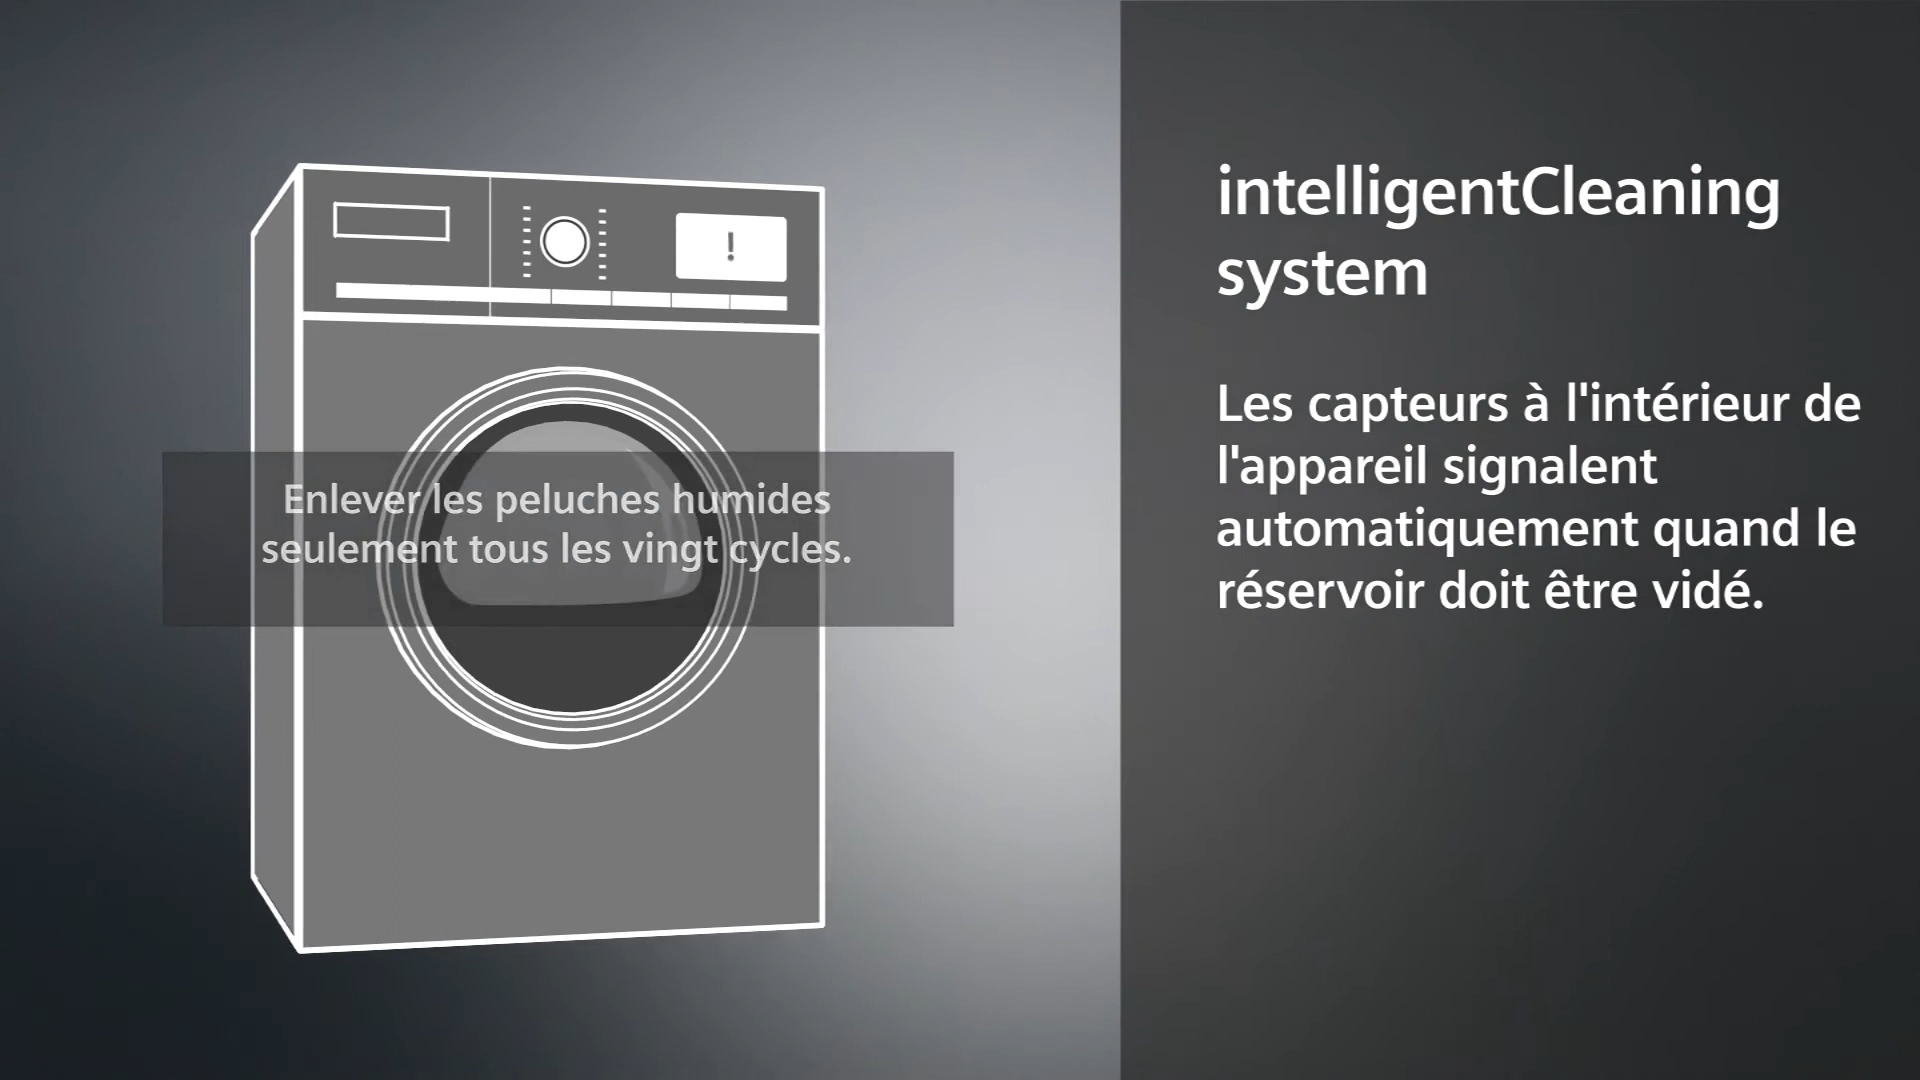 !
Enlever les peluches humides
seulement tous les vingt cycles.
intelligentCleaning
system
Les capteurs à l'intérieur de
l'appareil signalent
automatiquement quand le
réservoir doit être vidé.